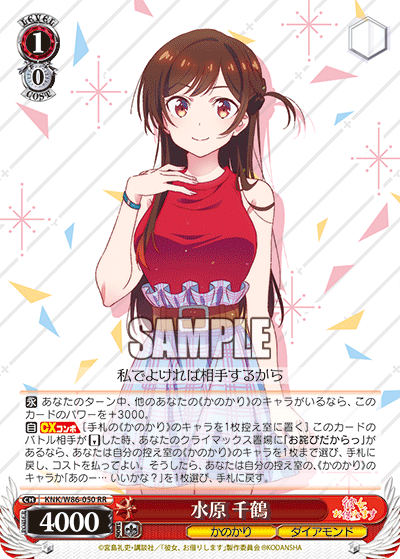 LEVEL
1
0
COST
SAMPLE
私でよければ相手するから
永 あなたのターン中、他のあなたの《かのかり》のキャラがいるなら、この
カードのパワーを+3000。
自 CXコンボ [手札の《かのかり》のキャラを1枚控え室に置く] このカードの
バトル相手が した時、あなたのクライマックス置場に「お詫びだからっ」
があるなら、あなたは自分の控え室の《かのかり》のキャラを1枚まで選び、手札に
戻し、コストを払ってよい。そうしたら、あなたは自分の控え室の、《かのかり》の
キャラか「あの…… いいかな？」を1枚選び、手札に戻す。
CH KNK/W86-050 RR
4000
水原 千鶴
かのかり
ダイアモンド
©宮島礼吏・講談社/「彼女、お借りします」製作委員会 ®KODANSHA